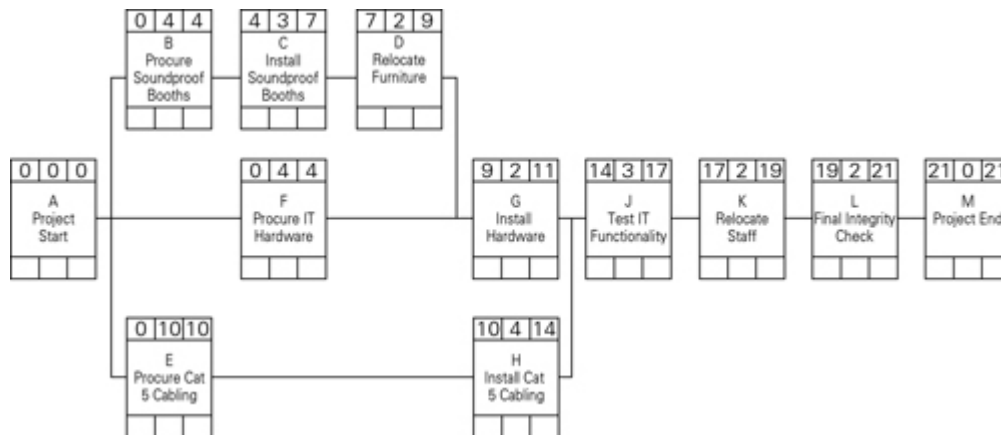 0 4 4
B
Procure
Soundproof
Booths
4 3 7
C
Install
Soundproof
Booths
7 2 9
D
Relocate
Furniture
0 0 0
A
Project
Start
0 4 4
F
Procure IT
Hardware
9 2 11
G
Install
Hardware
14 3 17
J
Test IT
Functionality
17 2 19
K
Relocate
Staff
19 2 21
L
Final Integrity
Check
21 0 21
M
Project End
0 10 10
E
Procure Cat
5 Cabling
10 4 14
H
Install Cat
5 Cabling